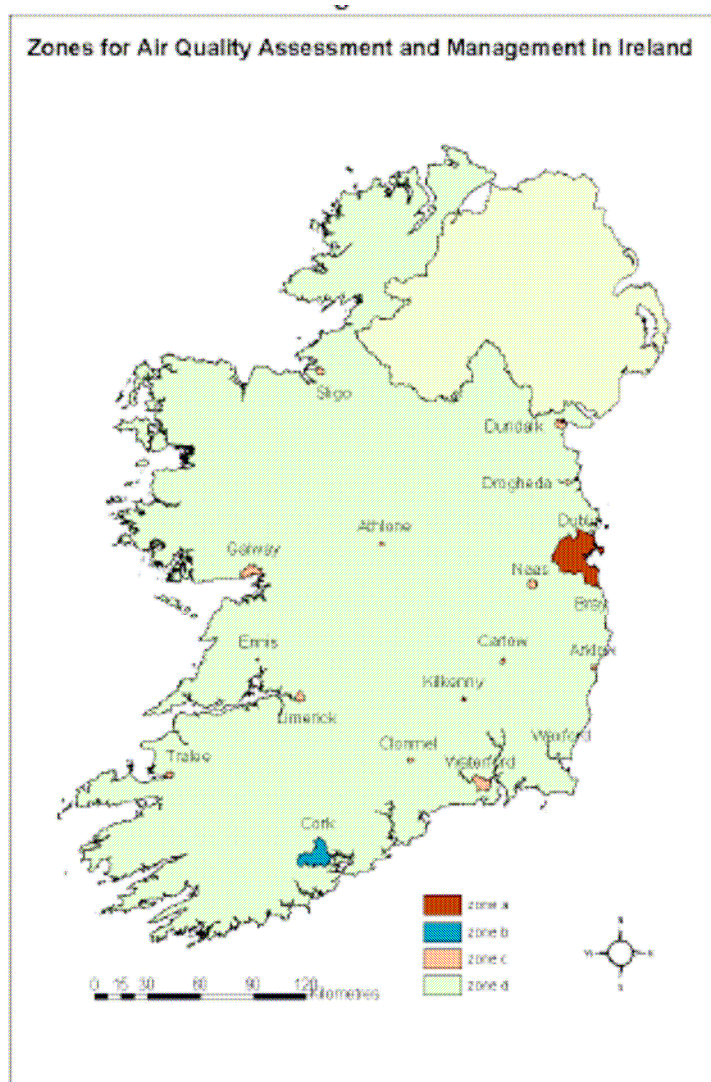 Zones for Air Quality Assessment and Management in Ireland
Sligo
Dundalk
Drogheda
Athlone
Dublin
Galway
Naas
Bray
Ennis
Carlow
Arklow
Kilkenny
Limerick
Clonmel
Wexford
Tralee
Waterford
Cork
zone a
zone b
zone c
zone d
N
W
E
S
0 15 30 60 90 120
Kilometres